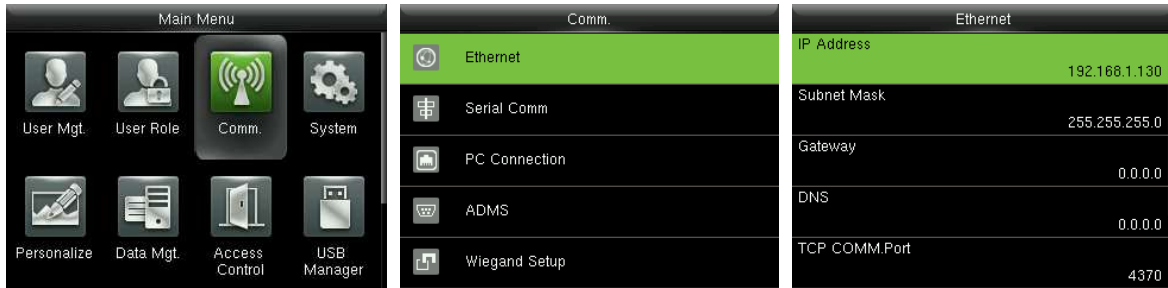 Main Menu
User Mgt.
User Role
Comm.
System
Personalize
Data Mgt.
Access
Control
USB
Manager
Comm.
Ethernet
Serial Comm
PC Connection
ADMS
Wiegand Setup
Ethernet
IP Address
192.168.1.130
Subnet Mask
255.255.255.0
Gateway
0.0.0.0
DNS
0.0.0.0
TCP COMM.Port
4370